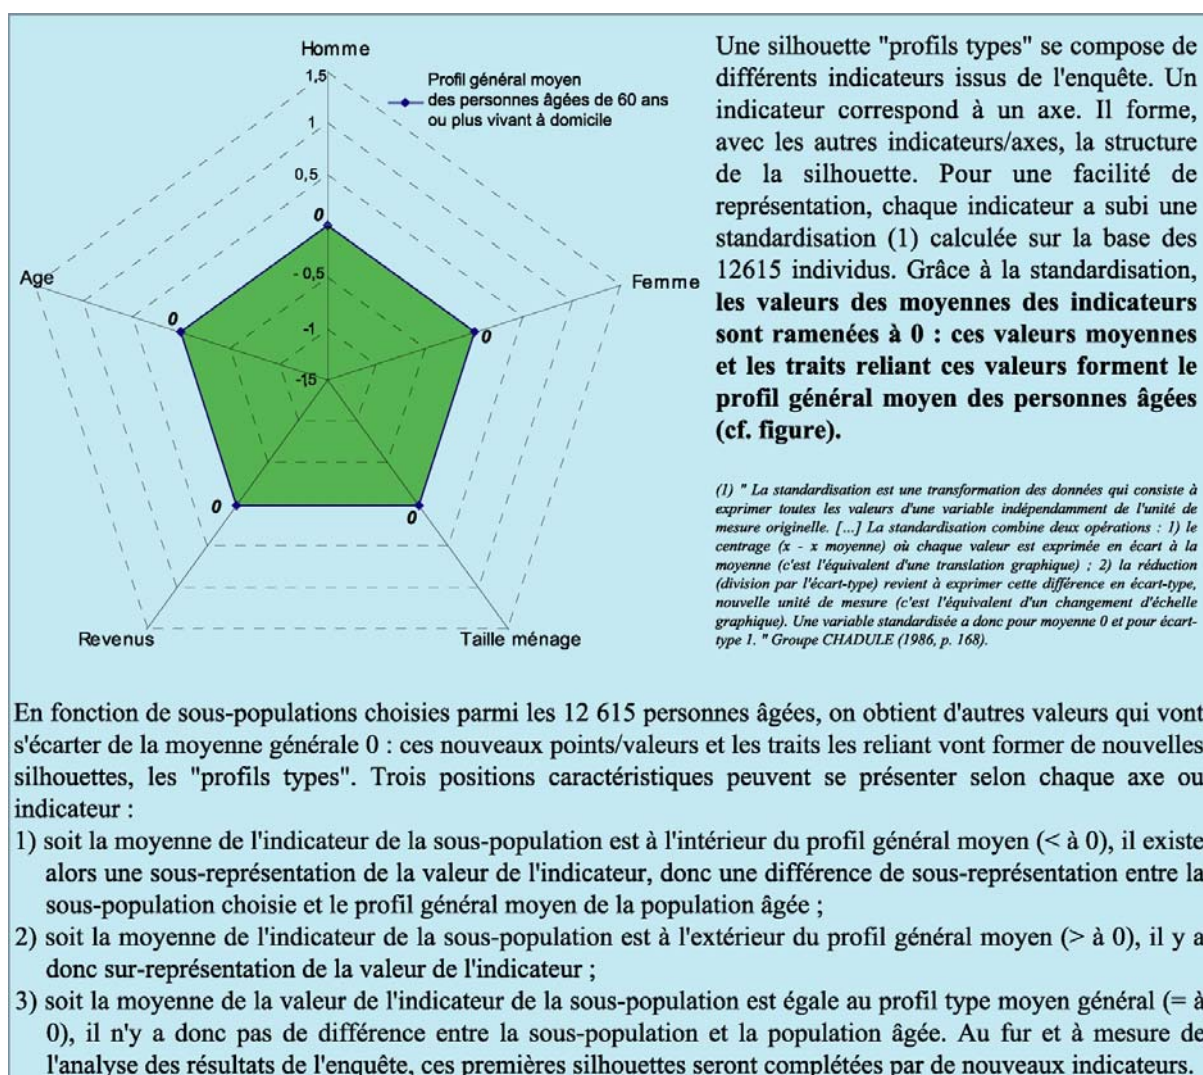 Homme
1,5
1
0,5
0
- 0,5
-1
-15
Profil général moyen
des personnes âgées de 60 ans
ou plus vivant à domicile
Age
0
Femme
0
0
0
Revenus
Taille ménage
Une silhouette "profils types" se compose de
différents indicateurs issus de l'enquête. Un
indicateur correspond à un axe. Il forme,
avec les autres indicateurs/axes, la structure
de la silhouette. Pour une facilité de
représentation, chaque indicateur a subi une
standardisation (1) calculée sur la base des
12615 individus. Grâce à la standardisation,
les valeurs des moyennes des indicateurs
sont ramenées à 0 : ces valeurs moyennes
et les traits reliant ces valeurs forment le
profil général moyen des personnes âgées
(cf. figure).
(1) " La standardisation est une transformation des données qui consiste à
exprimer toutes les valeurs d'une variable indépendamment de l'unité de
mesure originelle. [...] La standardisation combine deux opérations : 1) le
centrage (x - x moyenne) où chaque valeur est exprimée en écart à la
moyenne (c'est l'équivalent d'une translation graphique) ; 2) la réduction
(division par l'écart-type) revient à exprimer cette différence en écart-type,
nouvelle unité de mesure (c'est l'équivalent d'un changement d'échelle
graphique). Une variable standardisée a donc pour moyenne 0 et pour écart-
type 1. " Groupe CHADULE (1986, p. 168).
En fonction de sous-populations choisies parmi les 12 615 personnes âgées, on obtient d'autres valeurs qui vont
s'écarter de la moyenne générale 0 : ces nouveaux points/valeurs et les traits les reliant vont former de nouvelles
silhouettes, les "profils types". Trois positions caractéristiques peuvent se présenter selon chaque axe ou
indicateur :
1) soit la moyenne de l'indicateur de la sous-population est à l'intérieur du profil général moyen (< à 0), il existe
alors une sous-représentation de la valeur de l'indicateur, donc une différence de sous-représentation entre la
sous-population choisie et le profil général moyen de la population âgée ;
2) soit la moyenne de l'indicateur de la sous-population est à l'extérieur du profil général moyen (> à 0), il y a
donc sur-représentation de la valeur de l'indicateur ;
3) soit la moyenne de la valeur de l'indicateur de la sous-population est égale au profil type moyen général (= à
0), il n'y a donc pas de différence entre la sous-population et la population âgée. Au fur et à mesure de
l'analyse des résultats de l'enquête, ces premières silhouettes seront complétées par de nouveaux indicateurs.